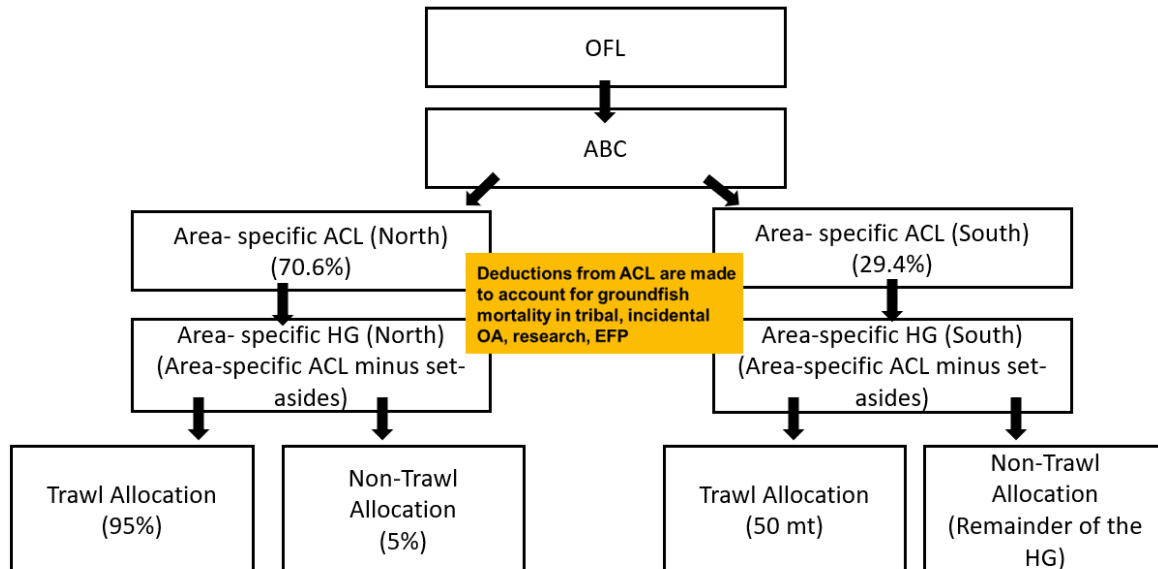 OFL
ABC
Area- specific ACL (North)
(70.6%)
Area- specific ACL (South)
(29.4%)
Deductions from ACL are made
to account for groundfish
mortality in tribal, incidental
OA, research, EFP
Area- specific HG (North)
(Area-specific ACL minus set-
asides)
Area-specific HG (South)
(Area-specific ACL minus set-
asides)
Trawl Allocation
(95%)
Non-Trawl
Allocation
(5%)
Trawl Allocation
(50 mt)
Non-Trawl
Allocation
(Remainder of the
HG)